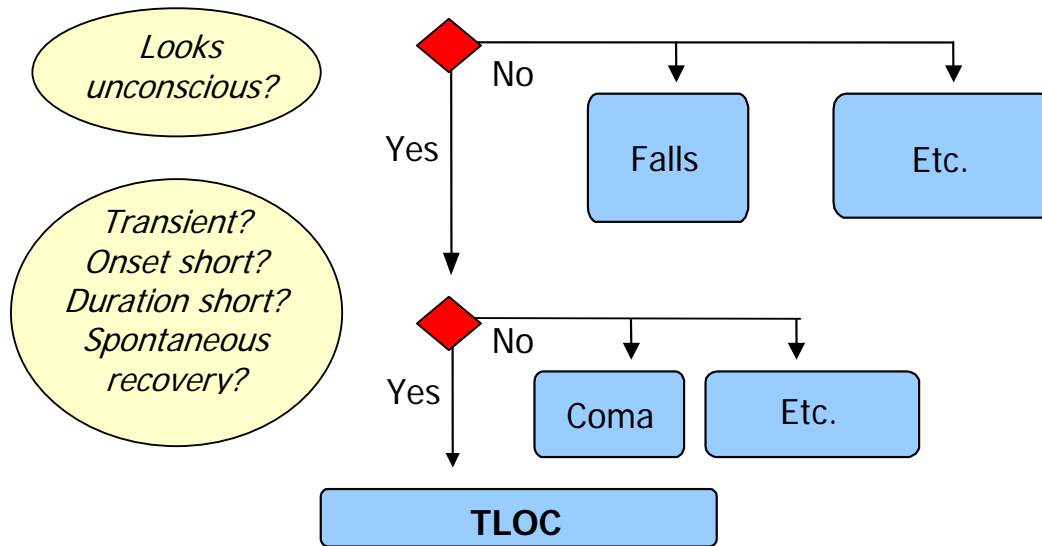 Looks
unconscious?
No
Yes
Falls
Etc.
Transient?
Onset short?
Duration short?
Spontaneous
recovery?
No
Yes
Coma
Etc.
TLOC